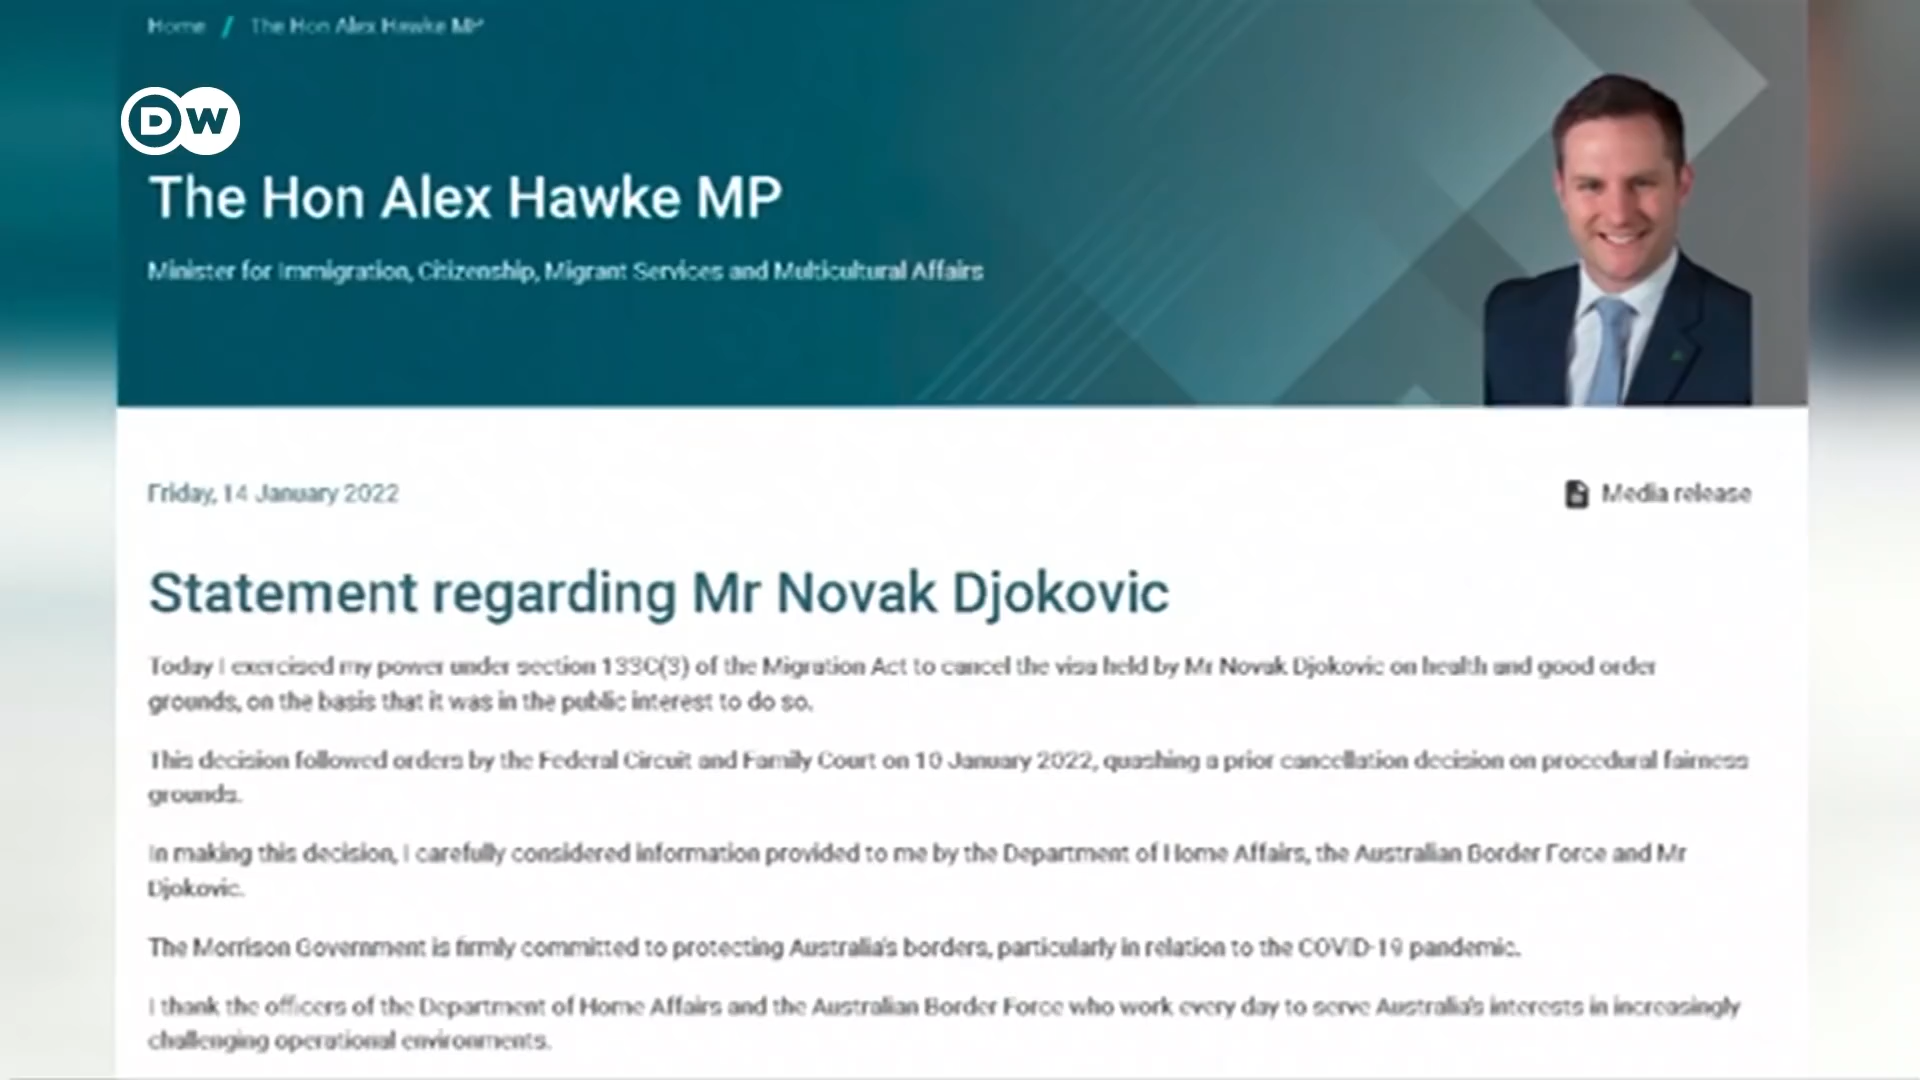 Home / The Hon Alex Hawke MP
DW
The Hon Alex Hawke MP
Minister for Immigration, Citizenship, Migrant Services and Multicultural Affairs
Friday, 14 January 2022
Media release
Statement regarding Mr Novak Djokovic
Today I exercised my power under section 133C(3) of the Migration Act to cancel the visa held by Mr Novak Djokovic on health and good order
grounds, on the basis that it was in the public interest to do so.
This decision followed orders by the Federal Circuit and Family Court on 10 January 2022, quashing a prior cancellation decision on procedural fairness
grounds.
In making this decision, I carefully considered information provided to me by the Department of Home Affairs, the Australian Border Force and Mr
Djokovic.
The Morrison Government is firmly committed to protecting Australia's borders, particularly in relation to the COVID-19 pandemic.
I thank the officers of the Department of Home Affairs and the Australian Border Force who work every day to serve Australia's interests in increasingly
challenging operational environments.